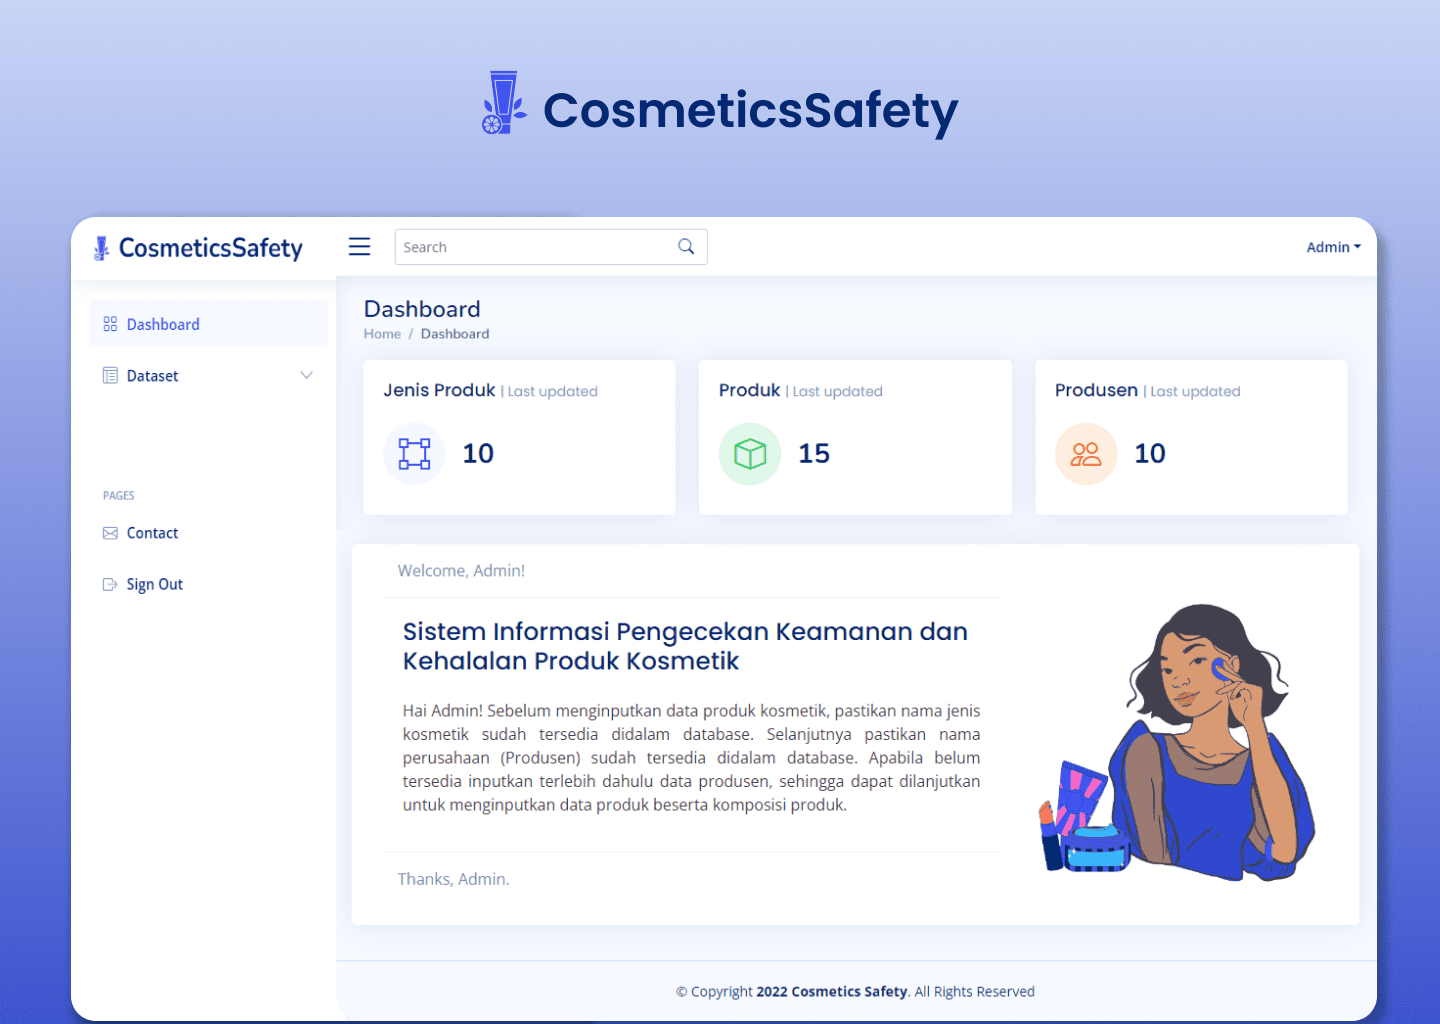 CosmeticsSafety
CosmeticsSafety
Search
Admin
Dashboard
Dataset
PAGES
Contact
Sign Out
Dashboard
Home / Dashboard
Jenis Produk | Last updated
10
Produk | Last updated
15
Produsen | Last updated
10
Welcome, Admin!
Sistem Informasi Pengecekan Keamanan dan
Kehalalan Produk Kosmetik
Hai Admin! Sebelum menginputkan data produk kosmetik, pastikan nama jenis
kosmetik sudah tersedia didalam database. Selanjutnya pastikan nama
perusahaan (Produsen) sudah tersedia didalam database. Apabila belum
tersedia inputkan terlebih dahulu data produsen, sehingga dapat dilanjutkan
untuk menginputkan data produk beserta komposisi produk.
Thanks, Admin.
© Copyright 2022 Cosmetics Safety. All Rights Reserved